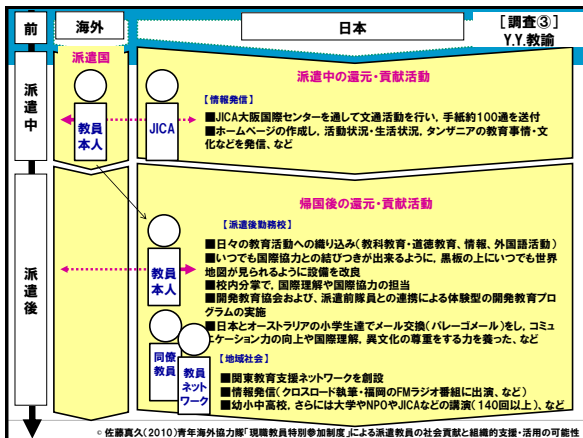 前
海外
日本
［調査③］
Y.Y.教諭
派遣中
派遣国
教員
本人
JICA
派遣中の還元・貢献活動
【情報発信】
■JICA大阪国際センターを通して文通活動を行い，手紙約100通を送付
■ホームページの作成し，活動状況・生活状況，タンザニアの教育事情・文
化などを発信、など
派遣後
帰国後の還元・貢献活動
【派遣後勤務校】
教員
本人
■日々の教育活動への織り込み（教科教育・道徳教育、情報、外国語活動）
■いつでも国際協力との結びつきが出来るように，黒板の上にいつでも世界
地図が見られるように設備を改良
■校内分掌で，国際理解や国際協力の担当
■開発教育協会および、派遣前隊員との連携による体験型の開発教育プロ
グラムの実施
■日本とオーストラリアの小学生達でメール交換（バレーゴメール）をし，コミュ
ニケーション力の向上や国際理解，異文化の尊重をする力を養った、など
同僚
教員
教員
ネット
ワーク
【地域社会】
■関東教育支援ネットワークを創設
■情報発信（クロスロード執筆・福岡のFMラジオ番組に出演、など）
■幼小中高校，さらには大学やNPOやJICAなどの講演（140回以上）、など
© 佐藤真久（2010）青年海外協力隊「現職教員特別参加制度」による派遣教員の社会貢献と組織的支援・活用の可能性